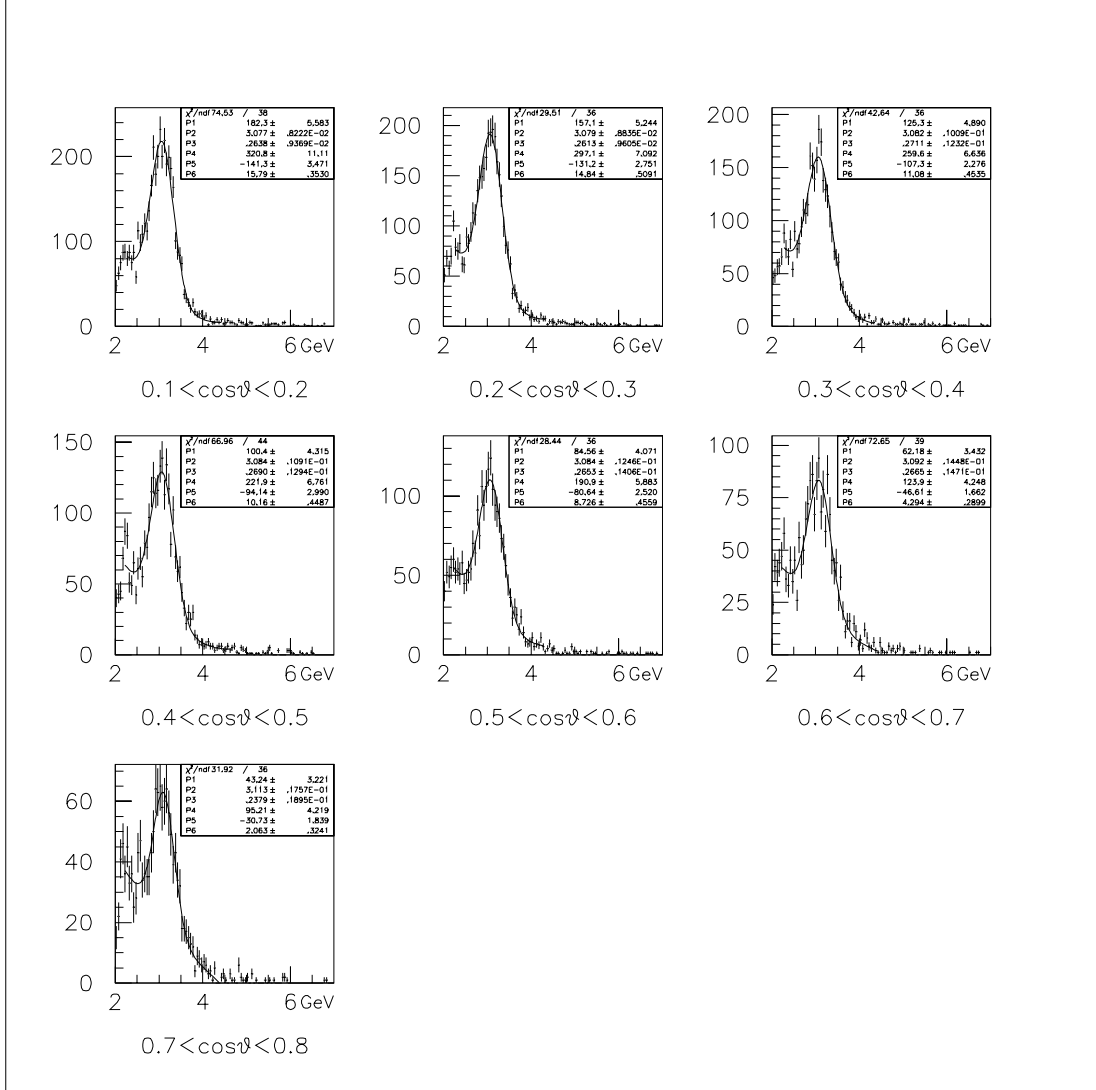 χ²/ndf 74.53 / 38
P1 182.3 ± 5.583
P2 3.077 ± .8222E-02
P3 .2638 ± .9369E-02
P4 320.8 ± 11.11
P5 -141.3 ± 3.471
P6 15.79 ± .3530
200
100
0
2 4 6 GeV
0.1<cosϑ<0.2
χ²/ndf 29.51 / 36
P1 157.1 ± 5.244
P2 3.079 ± .8835E-02
P3 .2613 ± .9605E-02
P4 297.1 ± 7.092
P5 -131.2 ± 2.751
P6 14.84 ± .5091
200
150
100
50
0
2 4 6 GeV
0.2<cosϑ<0.3
χ²/ndf 42.64 / 36
P1 125.3 ± 4.890
P2 3.082 ± .1009E-01
P3 .2711 ± .1232E-01
P4 259.6 ± 6.636
P5 -107.3 ± 2.276
P6 11.08 ± .4535
200
150
100
50
0
2 4 6 GeV
0.3<cosϑ<0.4
χ²/ndf 66.96 / 44
P1 100.4 ± 4.315
P2 3.084 ± .1091E-01
P3 .2690 ± .1294E-01
P4 221.9 ± 6.761
P5 -94.14 ± 2.990
P6 10.16 ± .4487
150
100
50
0
2 4 6 GeV
0.4<cosϑ<0.5
χ²/ndf 28.44 / 36
P1 84.56 ± 4.071
P2 3.084 ± .1246E-01
P3 .2653 ± .1406E-01
P4 190.9 ± 5.883
P5 -80.64 ± 2.520
P6 8.726 ± .4559
100
50
0
2 4 6 GeV
0.5<cosϑ<0.6
χ²/ndf 72.65 / 39
P1 62.18 ± 3.432
P2 3.092 ± .1448E-01
P3 .2665 ± .1471E-01
P4 123.9 ± 4.248
P5 -46.61 ± 1.662
P6 4.294 ± .2899
100
75
50
25
0
2 4 6 GeV
0.6<cosϑ<0.7
χ²/ndf 31.92 / 36
P1 43.24 ± 3.221
P2 3.113 ± .1757E-01
P3 .2379 ± .1895E-01
P4 95.21 ± 4.219
P5 -30.73 ± 1.839
P6 2.063 ± .3241
60
40
20
0
2 4 6 GeV
0.7<cosϑ<0.8